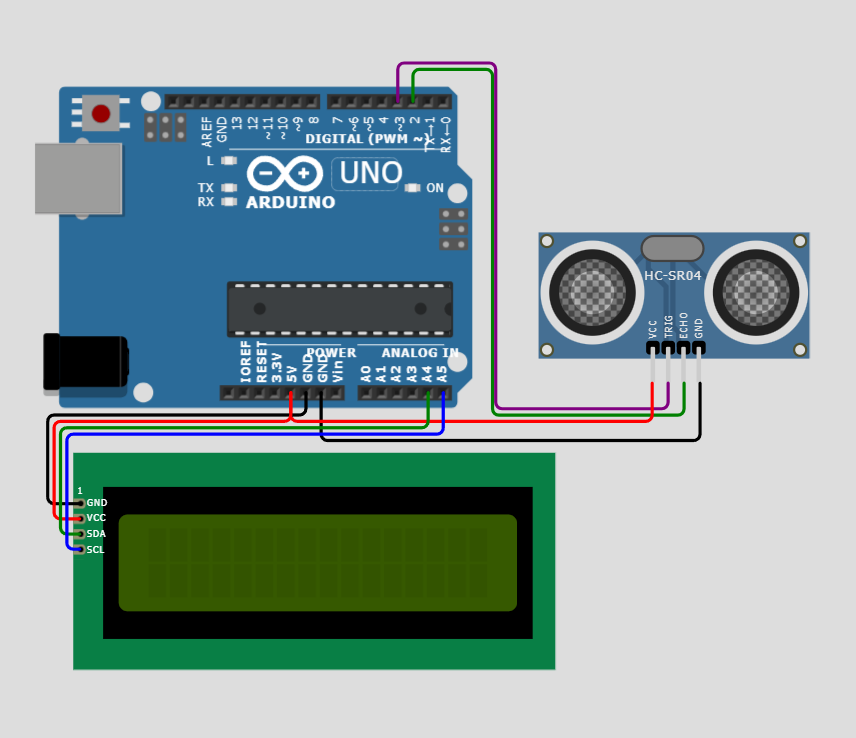 AREF
GND
13
12
~11
~10
~9
8
7
~6
~5
4
~3
2
TX→1
RX←0
DIGITAL (PWM ~)
L
TX
RX
UNO
ON
ARDUINO
HC-SR04
VCC
TRIG
ECHO
GND
IOREF
RESET
3.3V
5V
GND
GND
Vin
POWER
ANALOG IN
A0
A1
A2
A3
A4
A5
1
GND
VCC
SDA
SCL